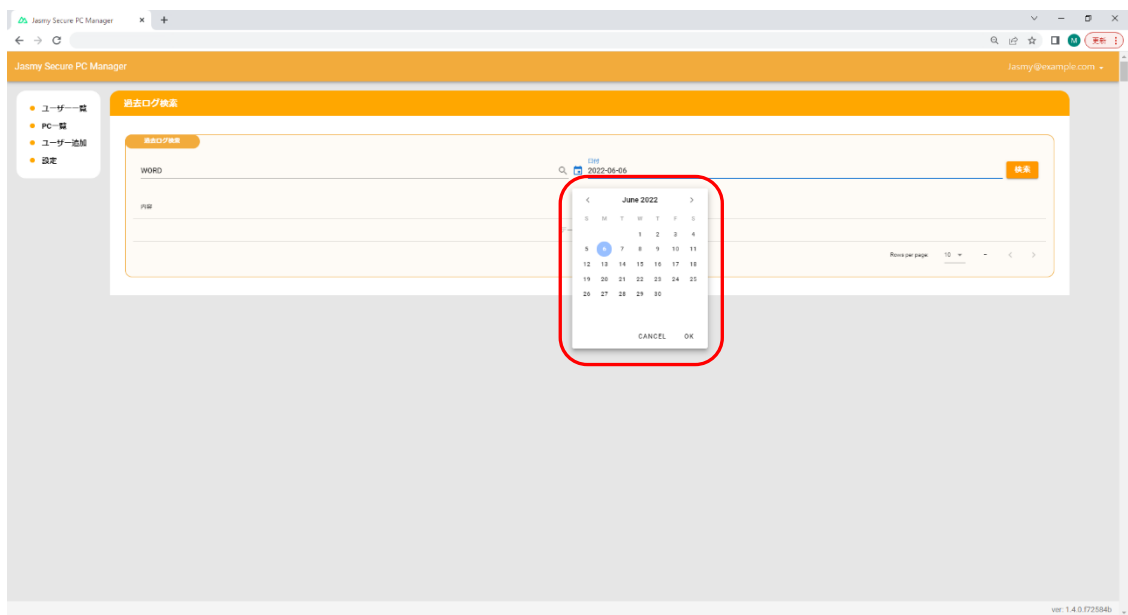 Jasmy Secure PC Manager
更新
Jasmy Secure PC Manager
Jasmy@example.com
ユーザー一覧
PC一覧
ユーザー追加
設定
過去ログ検索
過去ログ検索
WORD
日付
2022-06-06
検索
内容
Rows per page: 10 -
June 2022
S M T W T F S
1 2 3 4
5 6 7 8 9 10 11
12 13 14 15 16 17 18
19 20 21 22 23 24 25
26 27 28 29 30
CANCEL OK
ver: 1.4.0.f72584b